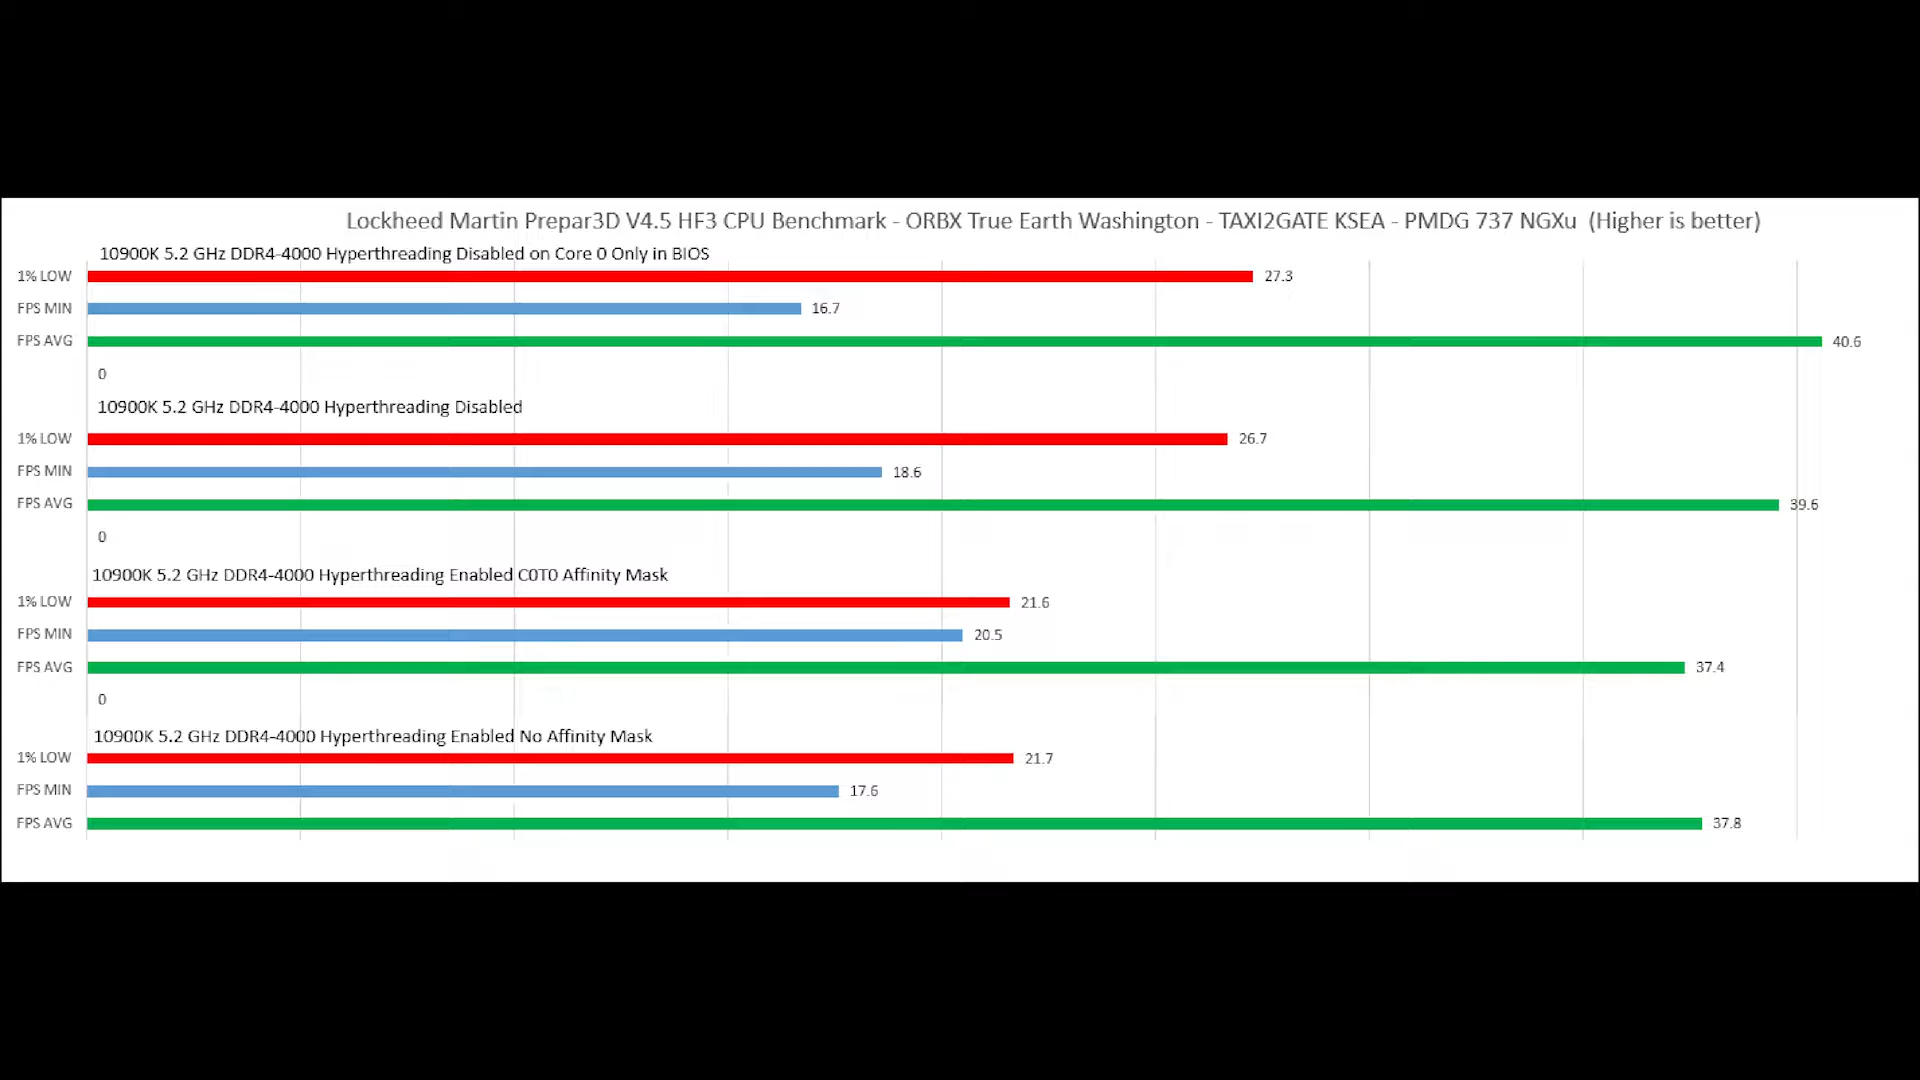 Lockheed Martin Prepar3D V4.5 HF3 CPU Benchmark - ORBX True Earth Washington - TAXI2GATE KSEA - PMDG 737 NGXu (Higher is better)
10900K 5.2 GHz DDR4-4000 Hyperthreading Disabled on Core 0 Only in BIOS
1% LOW 27.3
FPS MIN 16.7
FPS AVG 40.6
0
10900K 5.2 GHz DDR4-4000 Hyperthreading Disabled
1% LOW 26.7
FPS MIN 18.6
FPS AVG 39.6
0
10900K 5.2 GHz DDR4-4000 Hyperthreading Enabled C0T0 Affinity Mask
1% LOW 21.6
FPS MIN 20.5
FPS AVG 37.4
0
10900K 5.2 GHz DDR4-4000 Hyperthreading Enabled No Affinity Mask
1% LOW 21.7
FPS MIN 17.6
FPS AVG 37.8